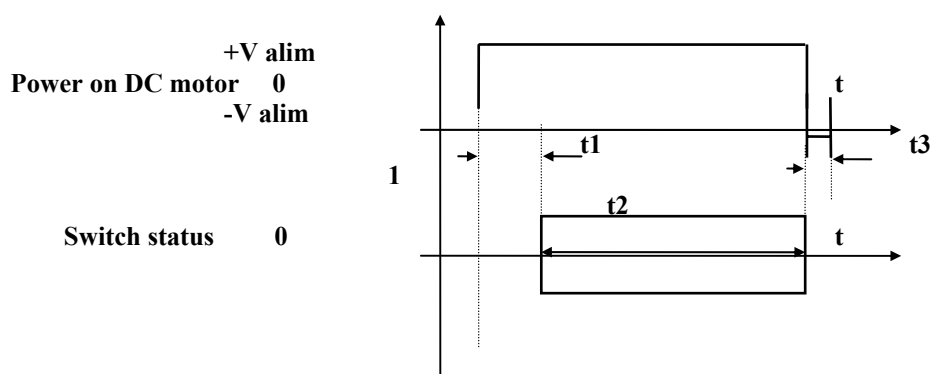 +V alim
Power on DC motor 0 t
-V alim
t1 t3
1
t2
Switch status 0 t